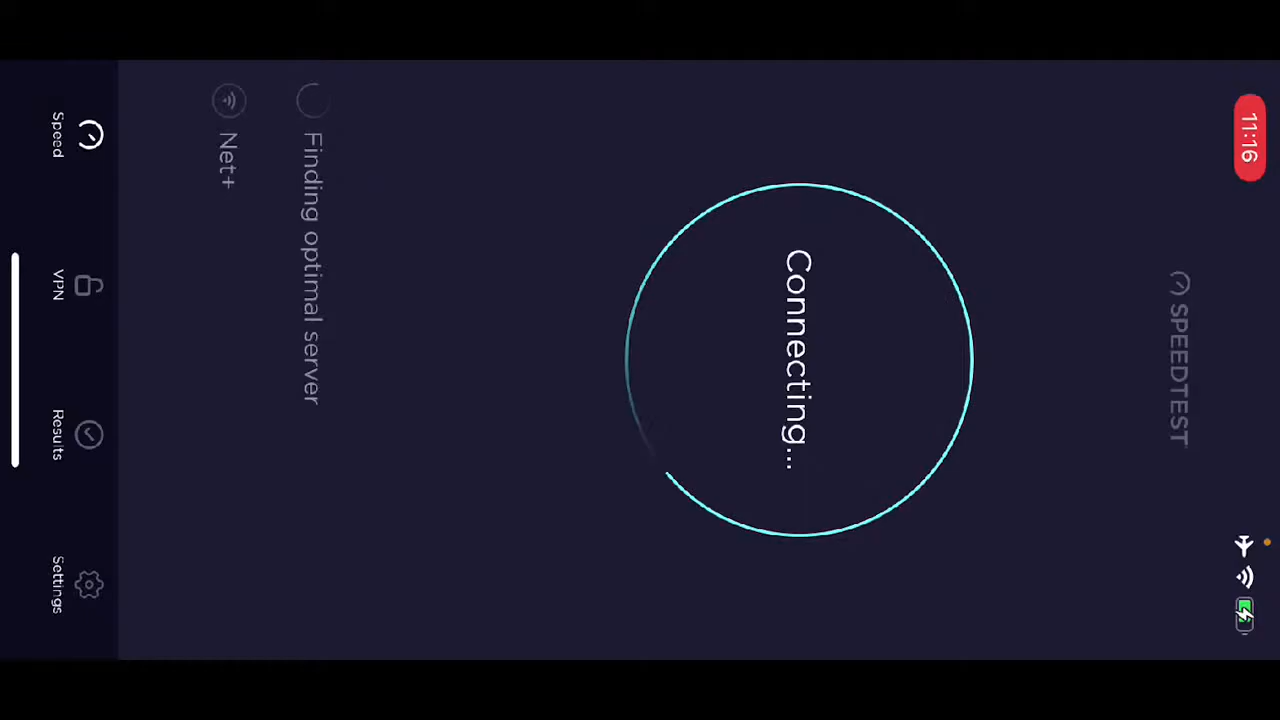 11:16
SPEEDTEST
Connecting...
Finding optimal server
Net+
Speed
VPN
Results
Settings